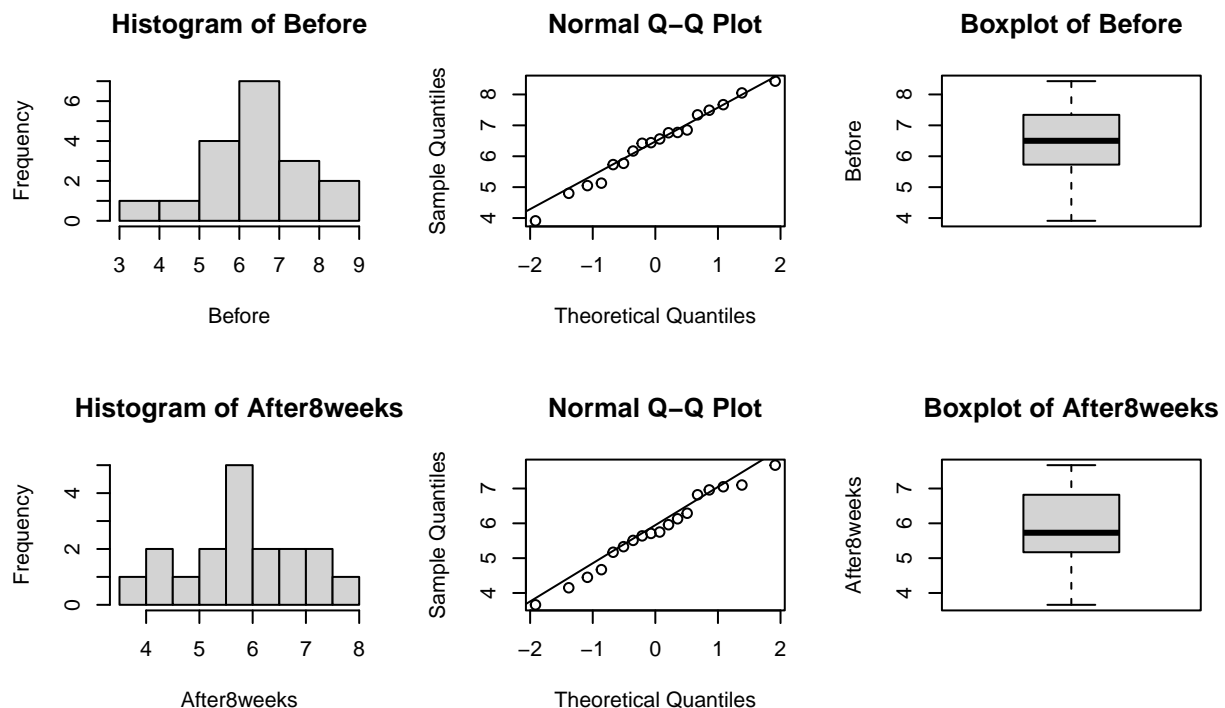 Histogram of Before
Frequency
0 2 4 6
3 4 5 6 7 8 9
Before
Normal Q−Q Plot
Sample Quantiles
4 5 6 7 8
−2 −1 0 1 2
Theoretical Quantiles
Boxplot of Before
Before
4 5 6 7 8
Histogram of After8weeks
Frequency
0 2 4
4 5 6 7 8
After8weeks
Normal Q−Q Plot
Sample Quantiles
4 5 6 7
−2 −1 0 1 2
Theoretical Quantiles
Boxplot of After8weeks
After8weeks
4 5 6 7